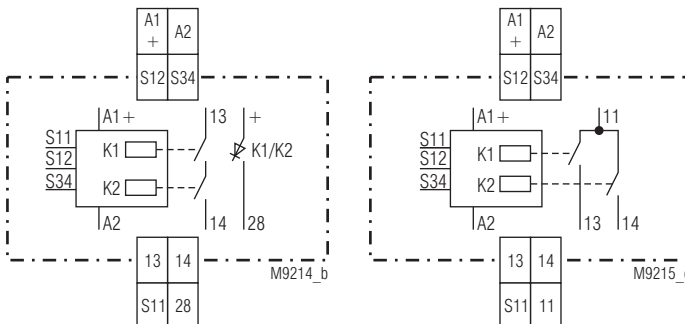 A1 A2
+
S12 S34
A1+ 13 +
S11
S12 K1 K1/K2
S34 K2
A2 14 28
13 14
M9214_b
S11 28
A1 A2
+
S12 S34
A1+ 11
S11
S12 K1
S34 K2
A2 13 14
13 14
M9215_
S11 11